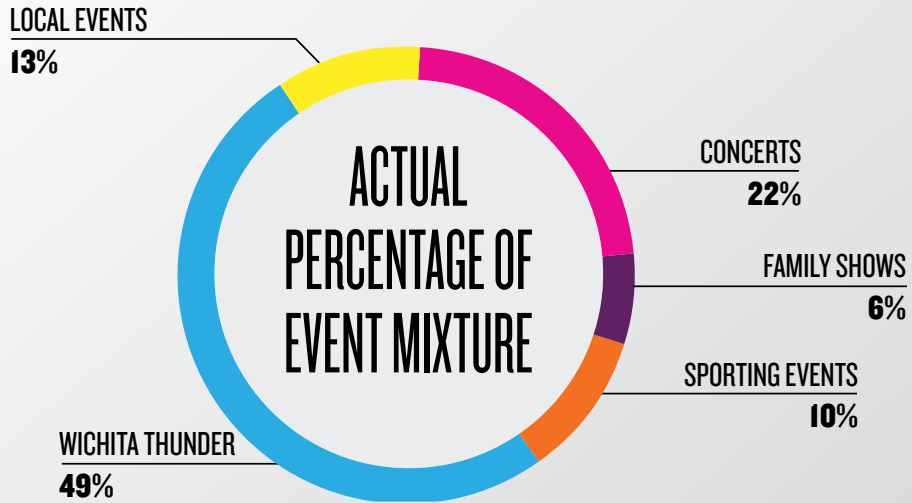 LOCAL EVENTS
13%
ACTUAL
PERCENTAGE OF
EVENT MIXTURE
CONCERTS
22%
FAMILY SHOWS
6%
SPORTING EVENTS
10%
WICHITA THUNDER
49%